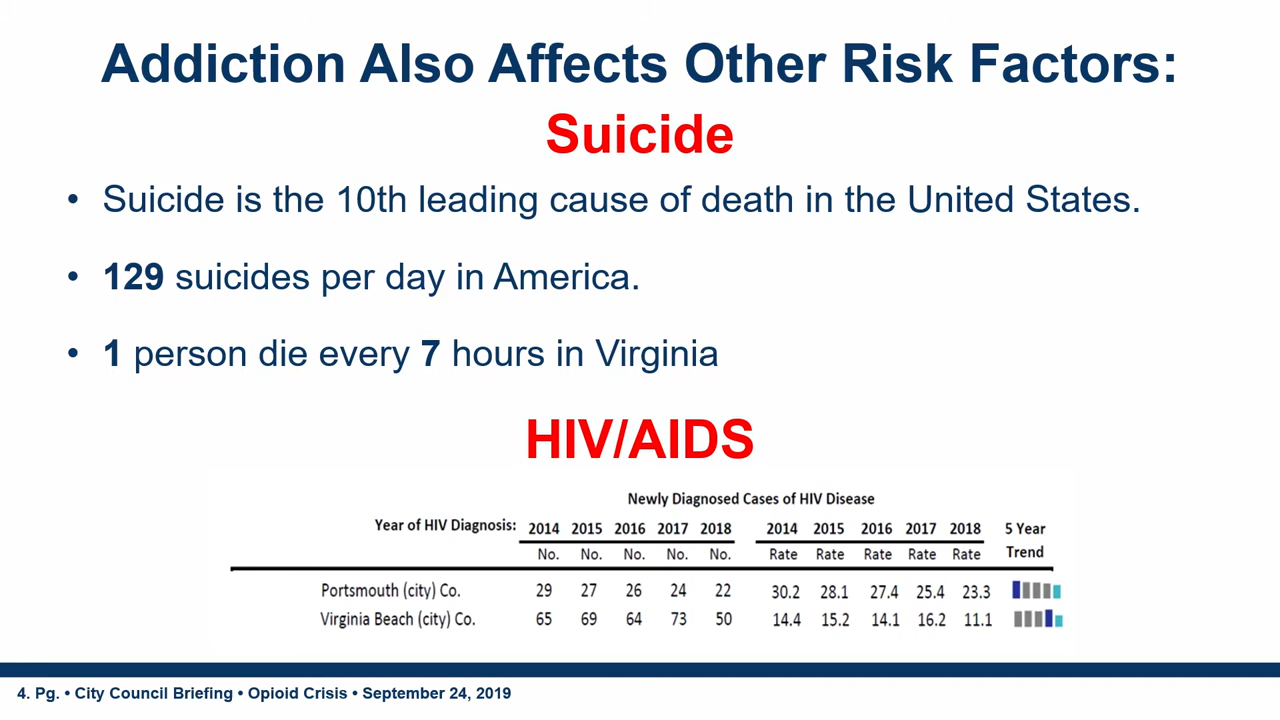 Addiction Also Affects Other Risk Factors:
Suicide
• Suicide is the 10th leading cause of death in the United States.
• 129 suicides per day in America.
• 1 person die every 7 hours in Virginia
HIV/AIDS
Newly Diagnosed Cases of HIV Disease
Year of HIV Diagnosis: 2014 2015 2016 2017 2018 2014 2015 2016 2017 2018 5 Year
No. No. No. No. No. Rate Rate Rate Rate Rate Trend
Portsmouth (city) Co. 29 27 26 24 22 30.2 28.1 27.4 25.4 23.3
Virginia Beach (city) Co. 65 69 64 73 50 14.4 15.2 14.1 16.2 11.1
4. Pg. • City Council Briefing • Opioid Crisis • September 24, 2019